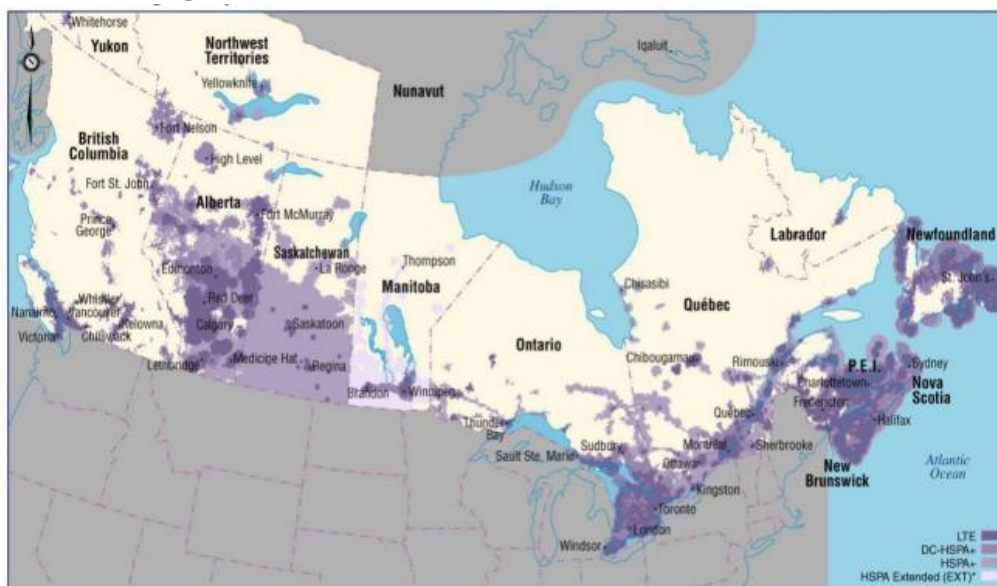 Whitehorse
Yukon
Northwest
Territories
Iqaluit
Yellowknife
Nunavut
Fort Nelson
British
Columbia
High Level
Fort St. John
Hudson
Bay
Alberta
Fort McMurray
Prince
George
Labrador
Newfoundland
Saskatchewan
La Ronge
Thompson
Edmonton
St. John's
Manitoba
Chisasibi
Red Deer
Whistler
Vancouver
Nanaimo
Québec
Kelowna
Calgary
Saskatoon
Victoria
Chilliwack
Ontario
Lethbridge
Medicine Hat
Regina
Chibougamau
Rimouski
P.E.I.
Sydney
Charlottetown
Nova
Scotia
Brandon
Winnipeg
Fredericton
Québec
Halifax
Thunder
Bay
Sudbury
Montréal
Sherbrooke
Sault Ste. Marie
Ottawa
New
Brunswick
Atlantic
Ocean
Kingston
Toronto
London
Windsor
LTE
DC-HSPA+
HSPA+
HSPA Extended (EXT)*